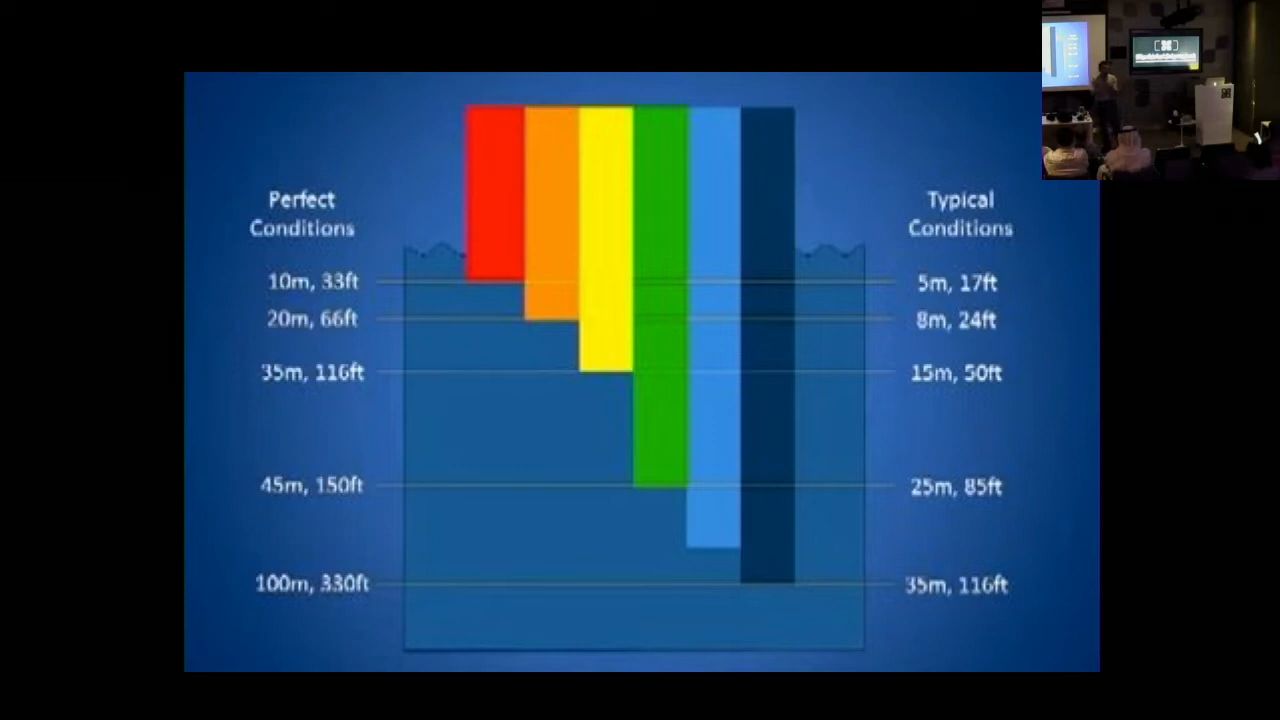 Perfect
Conditions
10m, 33ft
20m, 66ft
35m, 116ft
45m, 150ft
100m, 330ft
Typical
Conditions
5m, 17ft
8m, 24ft
15m, 50ft
25m, 85ft
35m, 116ft